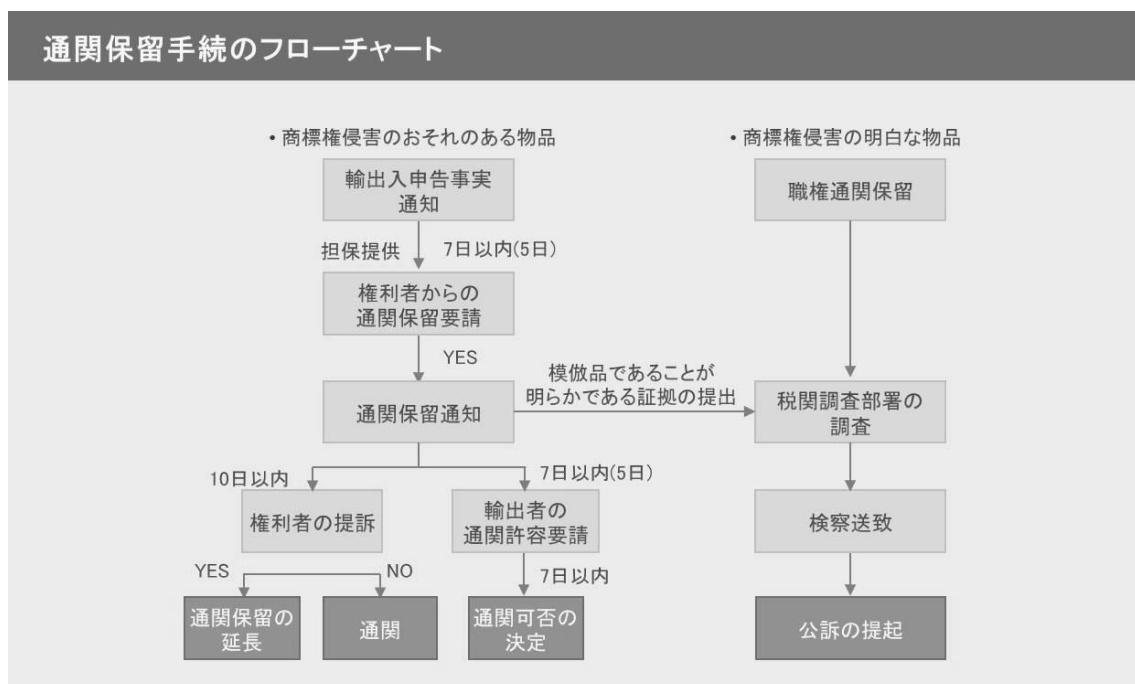 通関保留手続のフローチャート
• 商標権侵害のおそれのある物品
輸出入申告事実
通知
担保提供
7日以内(5日)
権利者からの
通関保留要請
YES
通関保留通知
模倣品であることが
明らかである証拠の提出
10日以内
7日以内(5日)
権利者の提訴
輸出者の
通関許容要請
YES
NO
7日以内
通関保留の
延長
通関
通関可否の
決定
• 商標権侵害の明白な物品
職権通関保留
税関調査部署の
調査
検察送致
公訴の提起